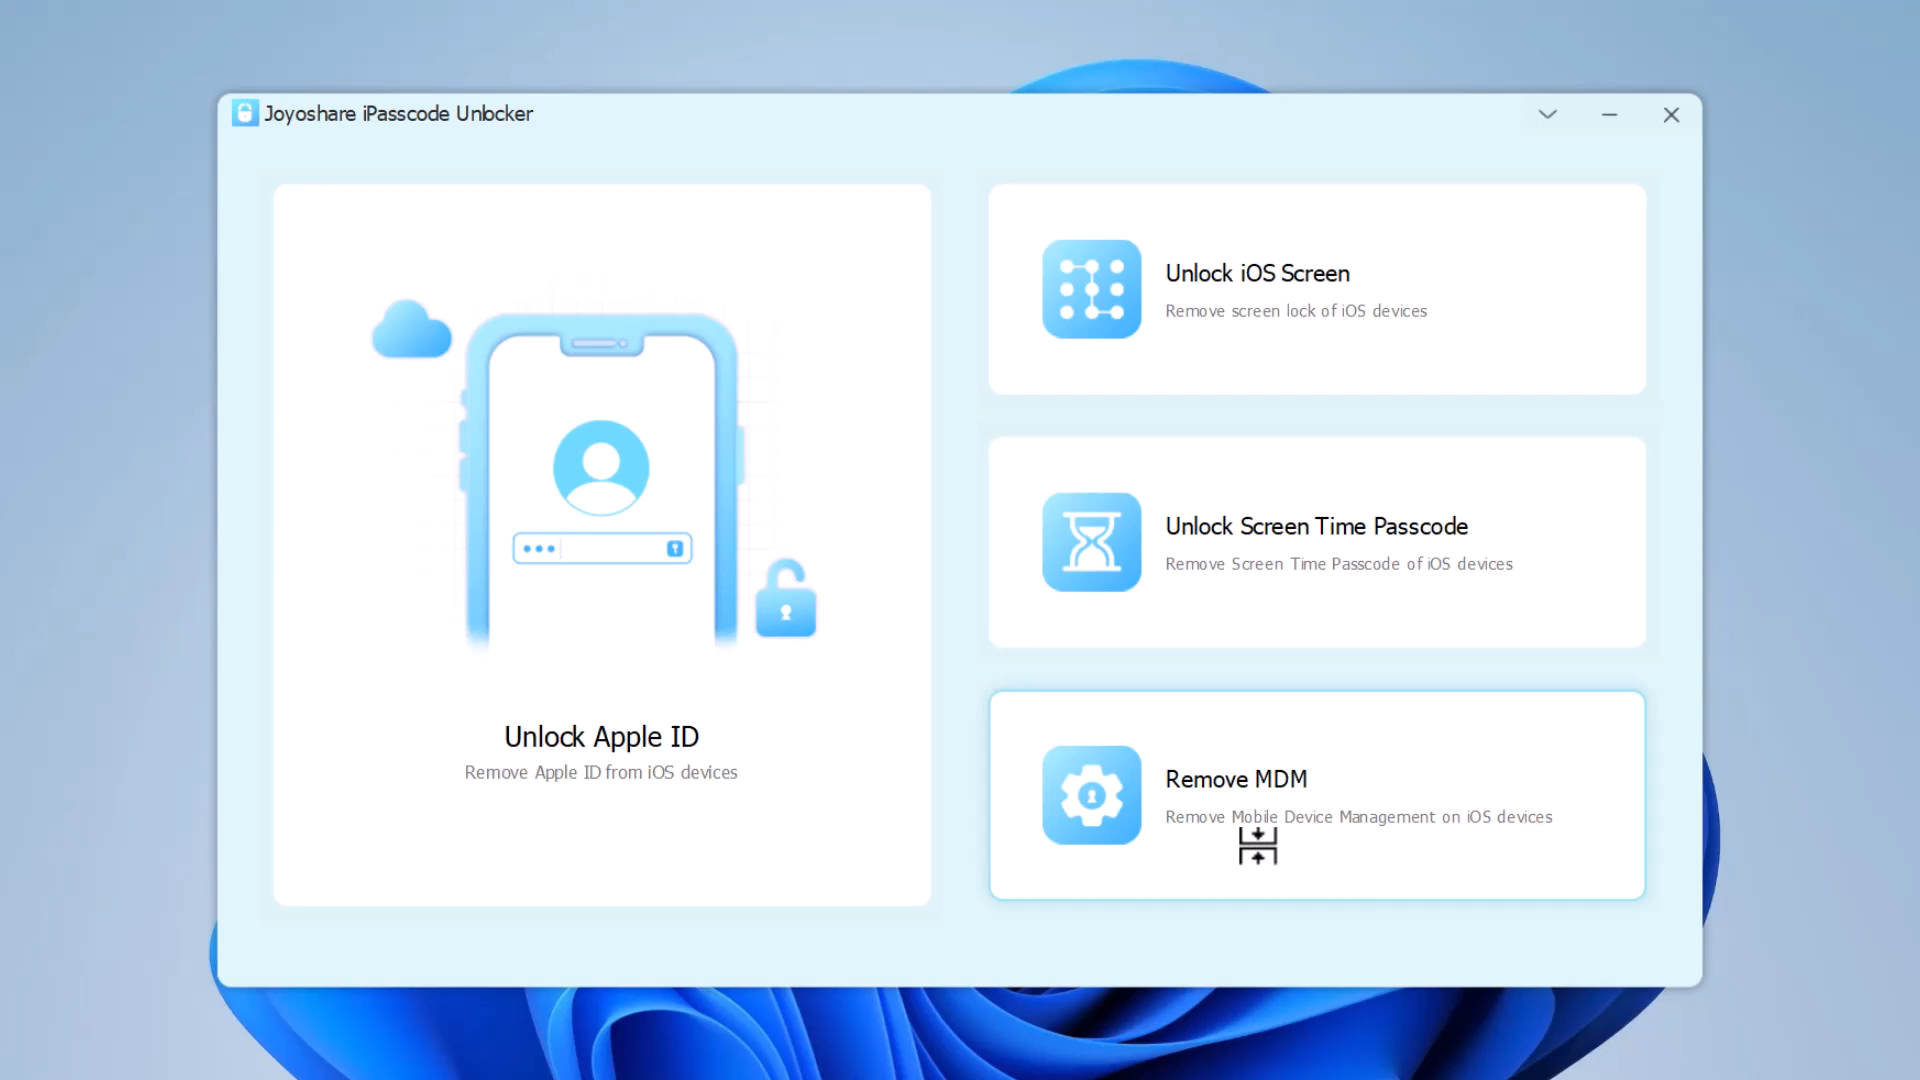 Joyoshare iPasscode Unlocker
Unlock Apple ID
Remove Apple ID from iOS devices
Unlock iOS Screen
Remove screen lock of iOS devices
Unlock Screen Time Passcode
Remove Screen Time Passcode of iOS devices
Remove MDM
Remove Mobile Device Management on iOS devices